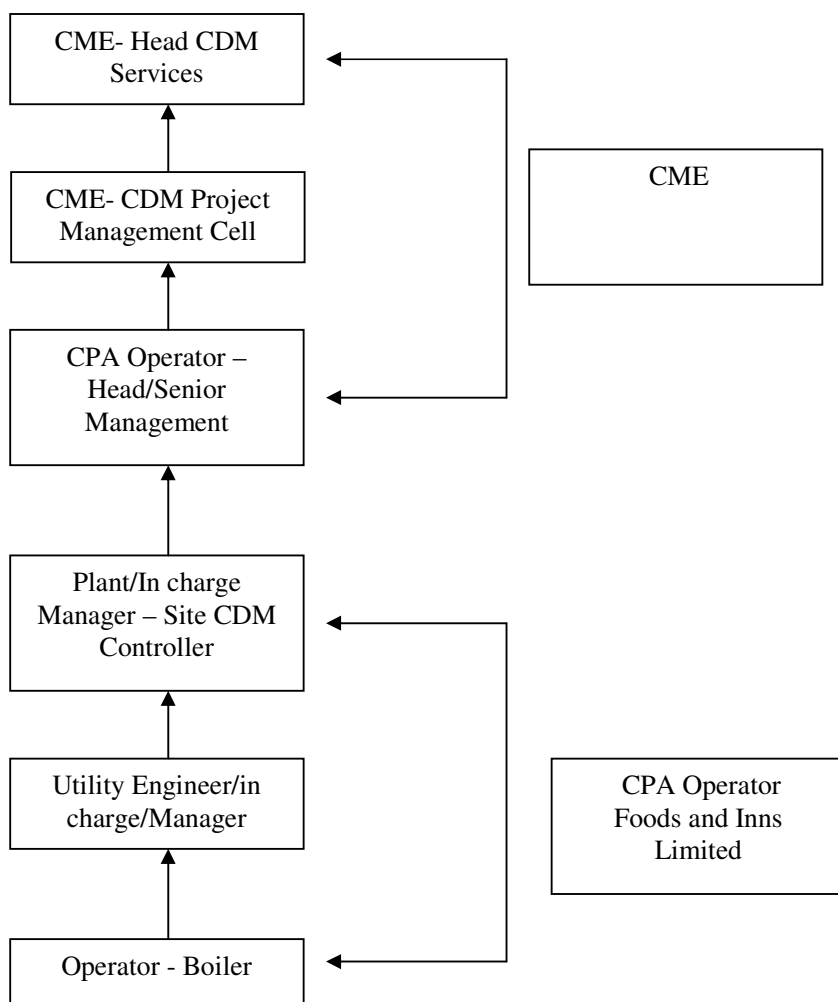 CME- Head CDM
Services
CME- CDM Project
Management Cell
CME
CPA Operator –
Head/Senior
Management
Plant/In charge
Manager – Site CDM
Controller
Utility Engineer/in
charge/Manager
CPA Operator
Foods and Inns
Limited
Operator - Boiler